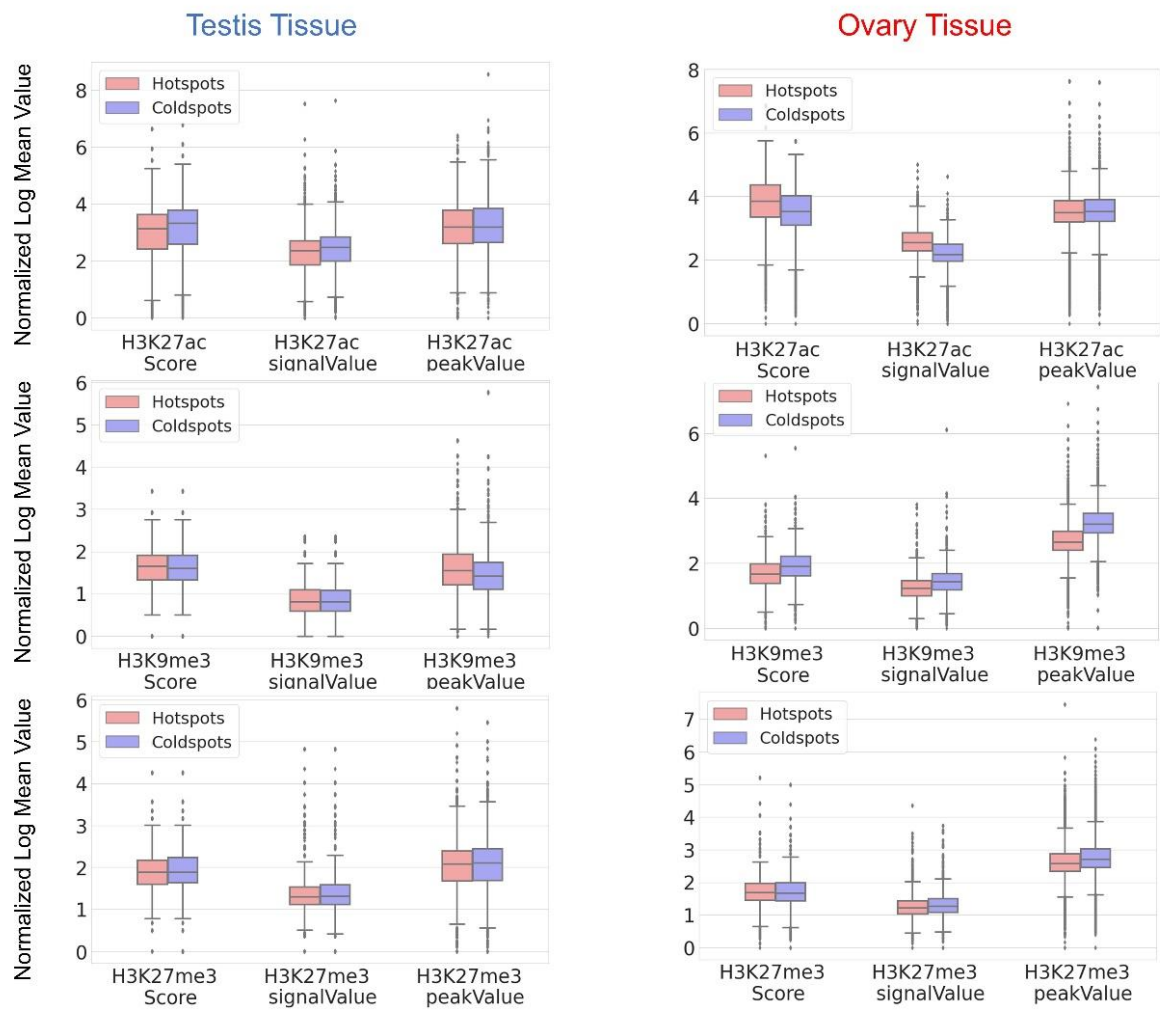 Testis Tissue
Ovary Tissue
Normalized Log Mean Value
8
6
4
2
0
Hotspots
Coldspots
H3K27ac
Score
H3K27ac
signalValue
H3K27ac
peakValue
8
6
4
2
0
Hotspots
Coldspots
H3K27ac
Score
H3K27ac
signalValue
H3K27ac
peakValue
Normalized Log Mean Value
6
5
4
3
2
1
0
Hotspots
Coldspots
H3K9me3
Score
H3K9me3
signalValue
H3K9me3
peakValue
6
4
2
0
Hotspots
Coldspots
H3K9me3
Score
H3K9me3
signalValue
H3K9me3
peakValue
Normalized Log Mean Value
6
5
4
3
2
1
0
Hotspots
Coldspots
H3K27me3
Score
H3K27me3
signalValue
H3K27me3
peakValue
7
6
5
4
3
2
1
0
Hotspots
Coldspots
H3K27me3
Score
H3K27me3
signalValue
H3K27me3
peakValue